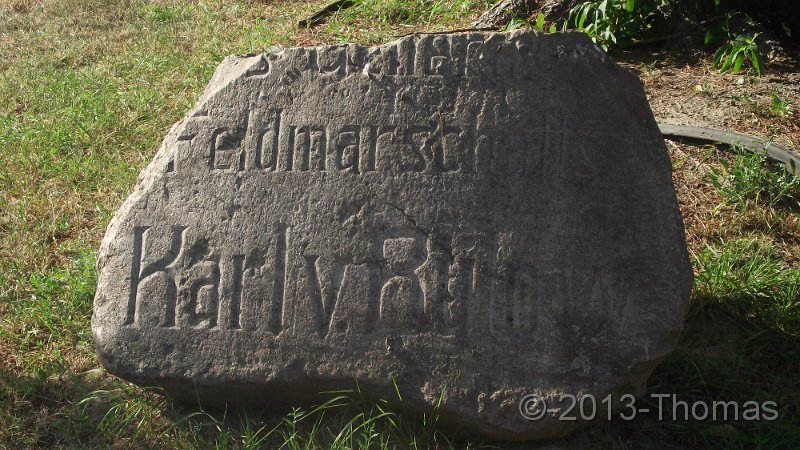 Feldmarschalls
Karl v. Bülow
©-2013-Thomas